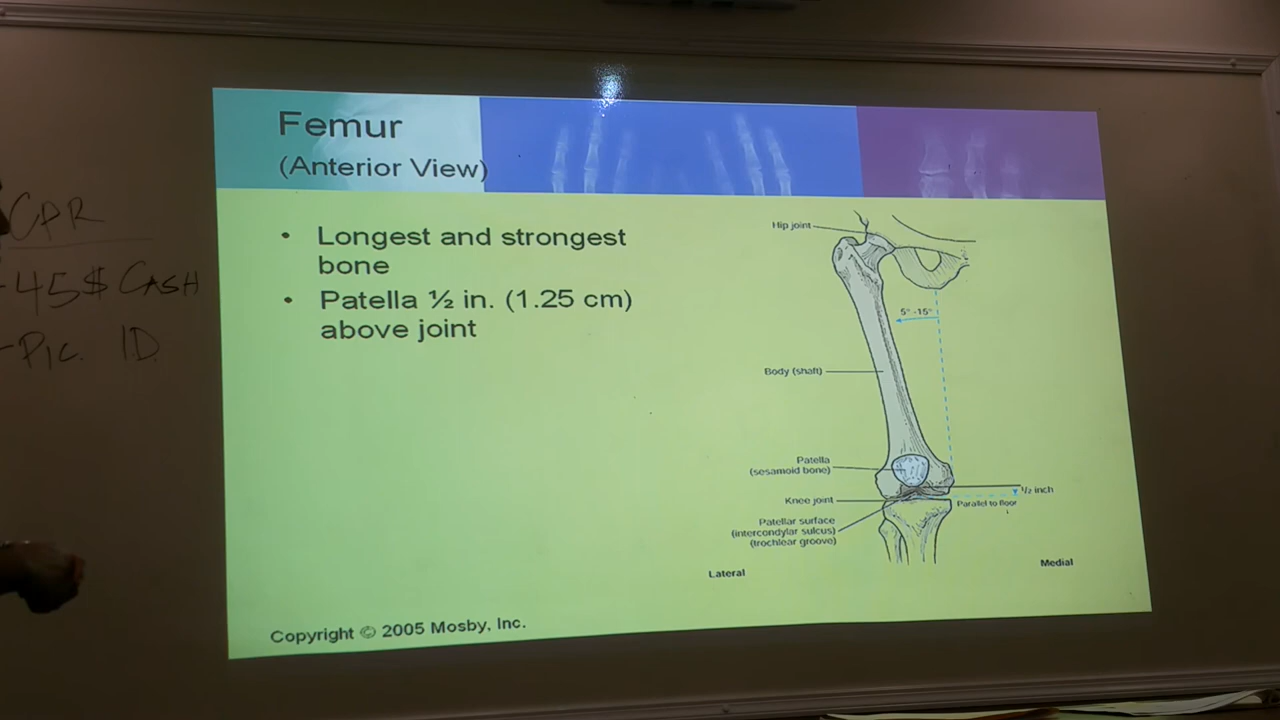 CPR
-45$ CASH
-PIC. ID
Femur
(Anterior View)
• Longest and strongest
bone
• Patella ½ in. (1.25 cm)
above joint
Hip joint
5° -15°
Body (shaft)
Patella
(sesamoid bone)
1/2 inch
Knee joint
Parallel to floor
Patellar surface
(intercondylar sulcus)
(trochlear groove)
Lateral
Medial
Copyright © 2005 Mosby, Inc.